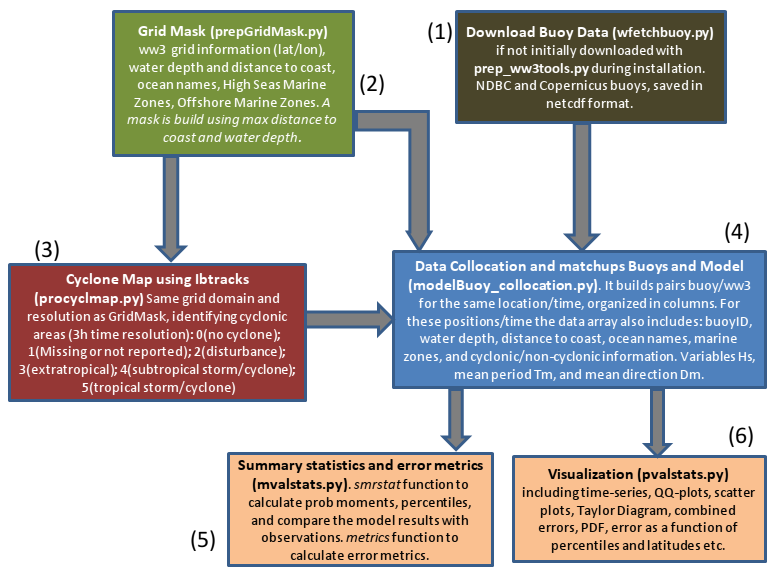 Grid Mask (prepGridMask.py)
ww3 grid information (lat/lon),
water depth and distance to coast,
ocean names, High Seas Marine
Zones, Offshore Marine Zones. A
mask is build using max distance to
coast and water depth.
(1)
Download Buoy Data (wfetchbuoy.py)
if not initially downloaded with
prep_ww3tools.py during installation.
NDBC and Copernicus buoys, saved in
netcdf format.
(2)
(3)
Cyclone Map using Ibtracks
(procyclmap.py) Same grid domain and
resolution as GridMask, identifying cyclonic
areas (3h time resolution): 0(no cyclone);
1(Missing or not reported); 2(disturbance);
3(extratropical); 4(subtropical storm/cyclone);
5(tropical storm/cyclone)
(4)
Data Collocation and matchups Buoys and Model
(modelBuoy_collocation.py). It builds pairs buoy/ww3
for the same location/time, organized in columns. For
these positions/time the data array also includes: buoyID,
water depth, distance to coast, ocean names, marine
zones, and cyclonic/non-cyclonic information. Variables Hs,
mean period Tm, and mean direction Dm.
(5)
Summary statistics and error metrics
(mvalstats.py). smrstat function to
calculate prob moments, percentiles,
and compare the model results with
observations. metrics function to
calculate error metrics.
(6)
Visualization (pvalstats.py)
including time-series, QQ-plots, scatter
plots, Taylor Diagram, combined
errors, PDF, error as a function of
percentiles and latitudes etc.